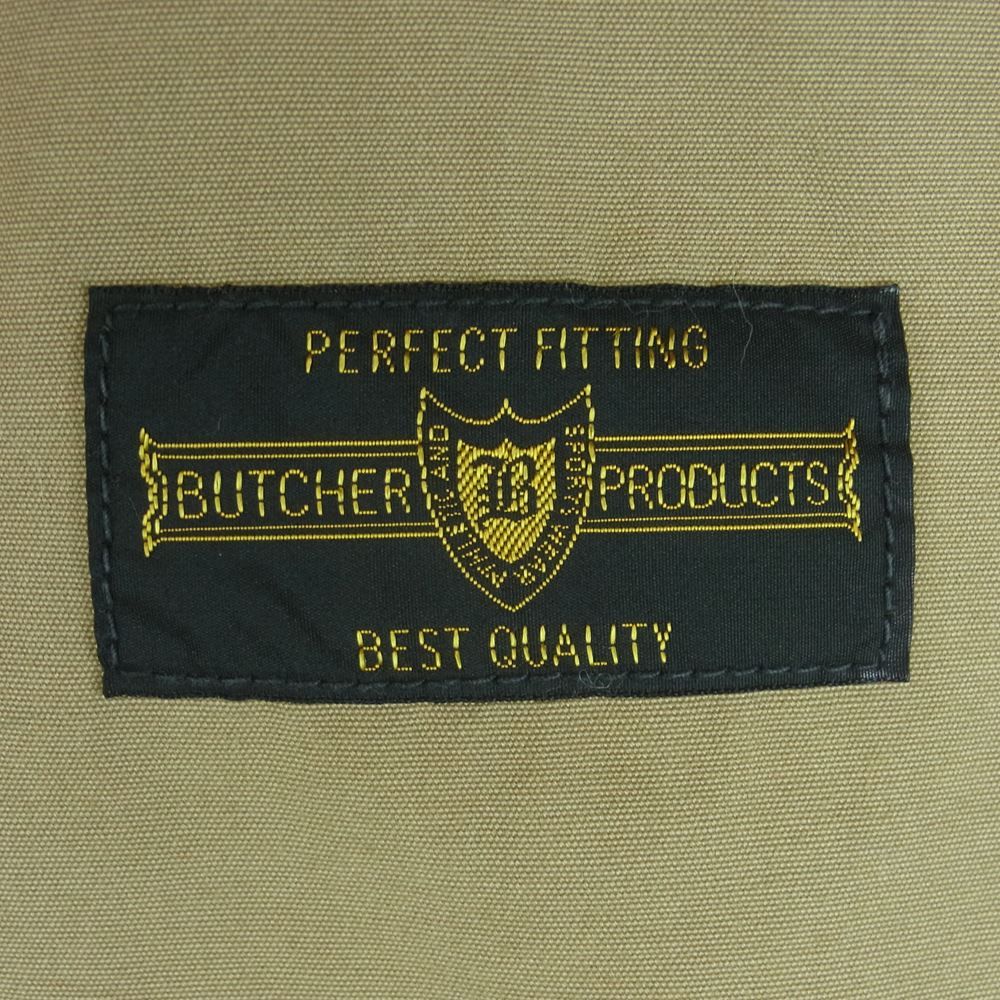 PERFECT FITTING
BUTCHER PRODUCTS
B
BEST QUALITY